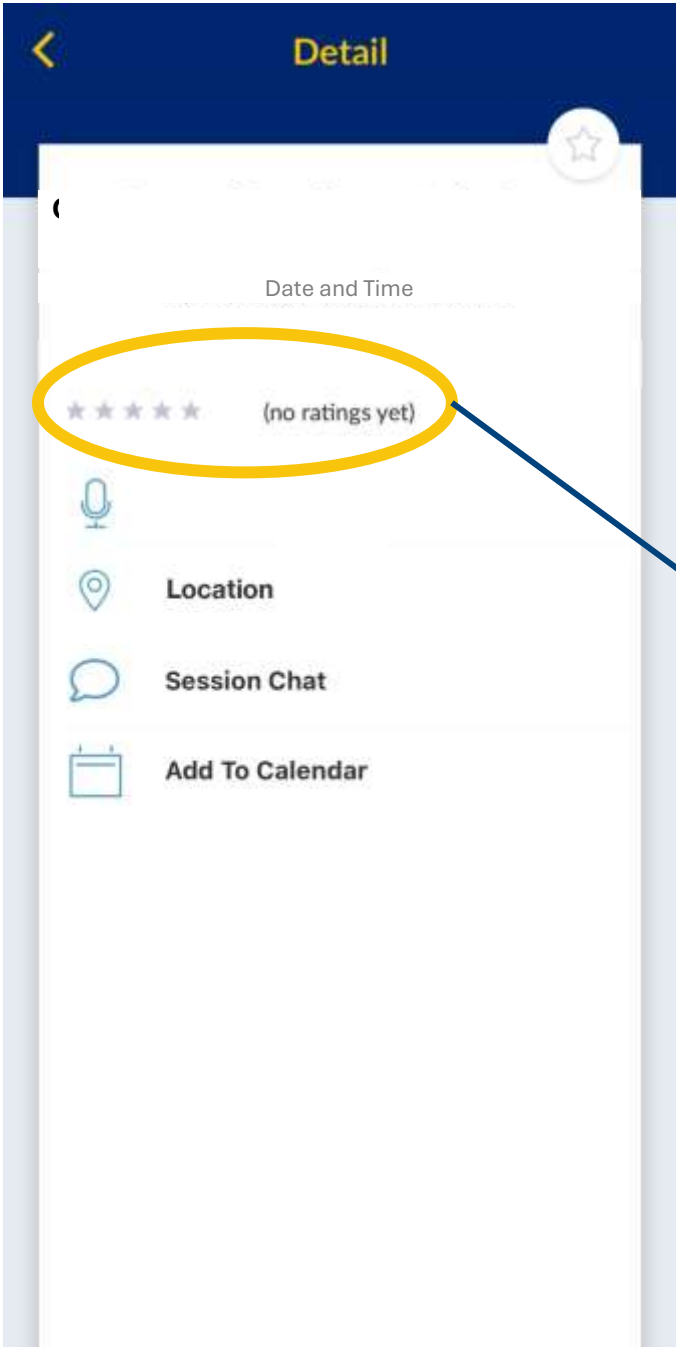 Detail
Date and Time
(no ratings yet)
Location
Session Chat
Add To Calendar